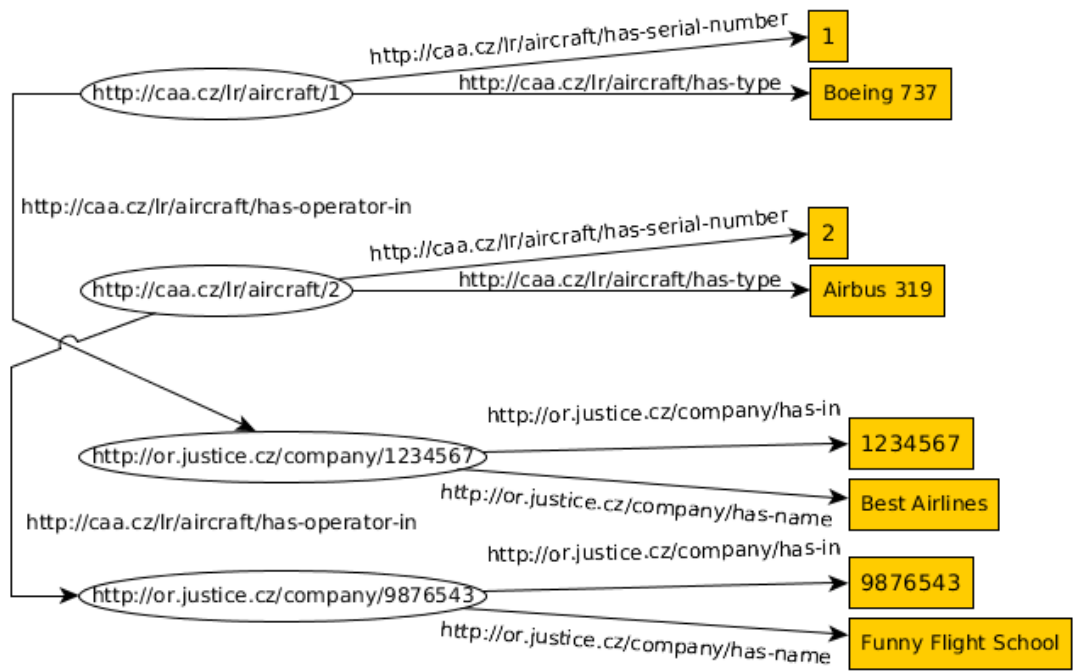 http://caa.cz/lr/aircraft/has-serial-number
1
http://caa.cz/lr/aircraft/1
http://caa.cz/lr/aircraft/has-type
Boeing 737
http://caa.cz/lr/aircraft/has-operator-in
http://caa.cz/lr/aircraft/has-serial-number
2
http://caa.cz/lr/aircraft/2
http://caa.cz/lr/aircraft/has-type
Airbus 319
http://or.justice.cz/company/has-in
1234567
http://or.justice.cz/company/1234567
http://or.justice.cz/company/has-name
Best Airlines
http://caa.cz/lr/aircraft/has-operator-in
http://or.justice.cz/company/has-in
9876543
http://or.justice.cz/company/9876543
http://or.justice.cz/company/has-name
Funny Flight School